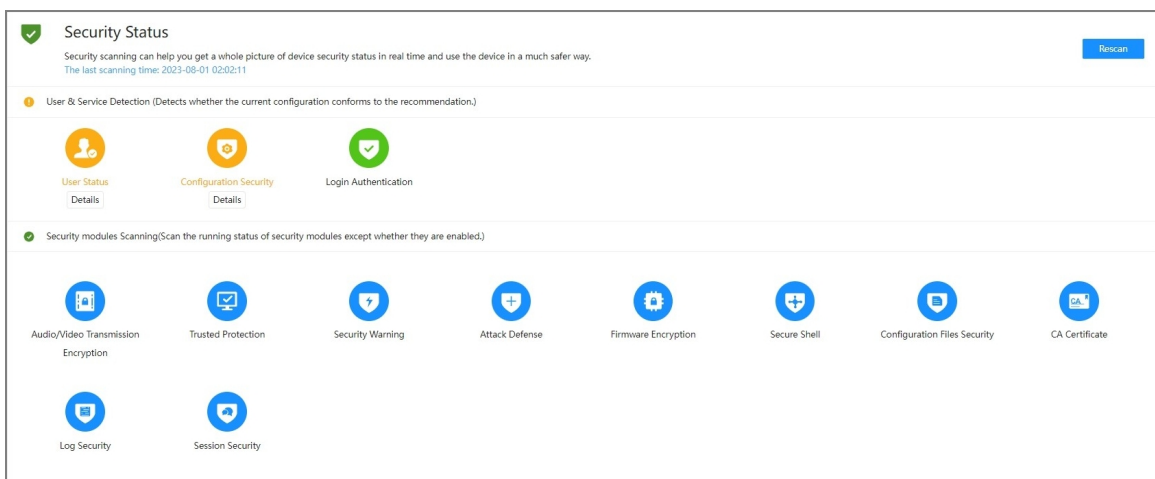 Security Status
Security scanning can help you get a whole picture of device security status in real time and use the device in a much safer way.
The last scanning time: 2023-08-01 02:02:11
Rescan
User & Service Detection (Detects whether the current configuration conforms to the recommendation.)
User Status
Configuration Security
Login Authentication
Details
Details
Security modules Scanning(Scan the running status of security modules except whether they are enabled.)
Audio/Video Transmission
Encryption
Trusted Protection
Security Warning
Attack Defense
Firmware Encryption
Secure Shell
Configuration Files Security
CA
CA Certificate
Log Security
Session Security